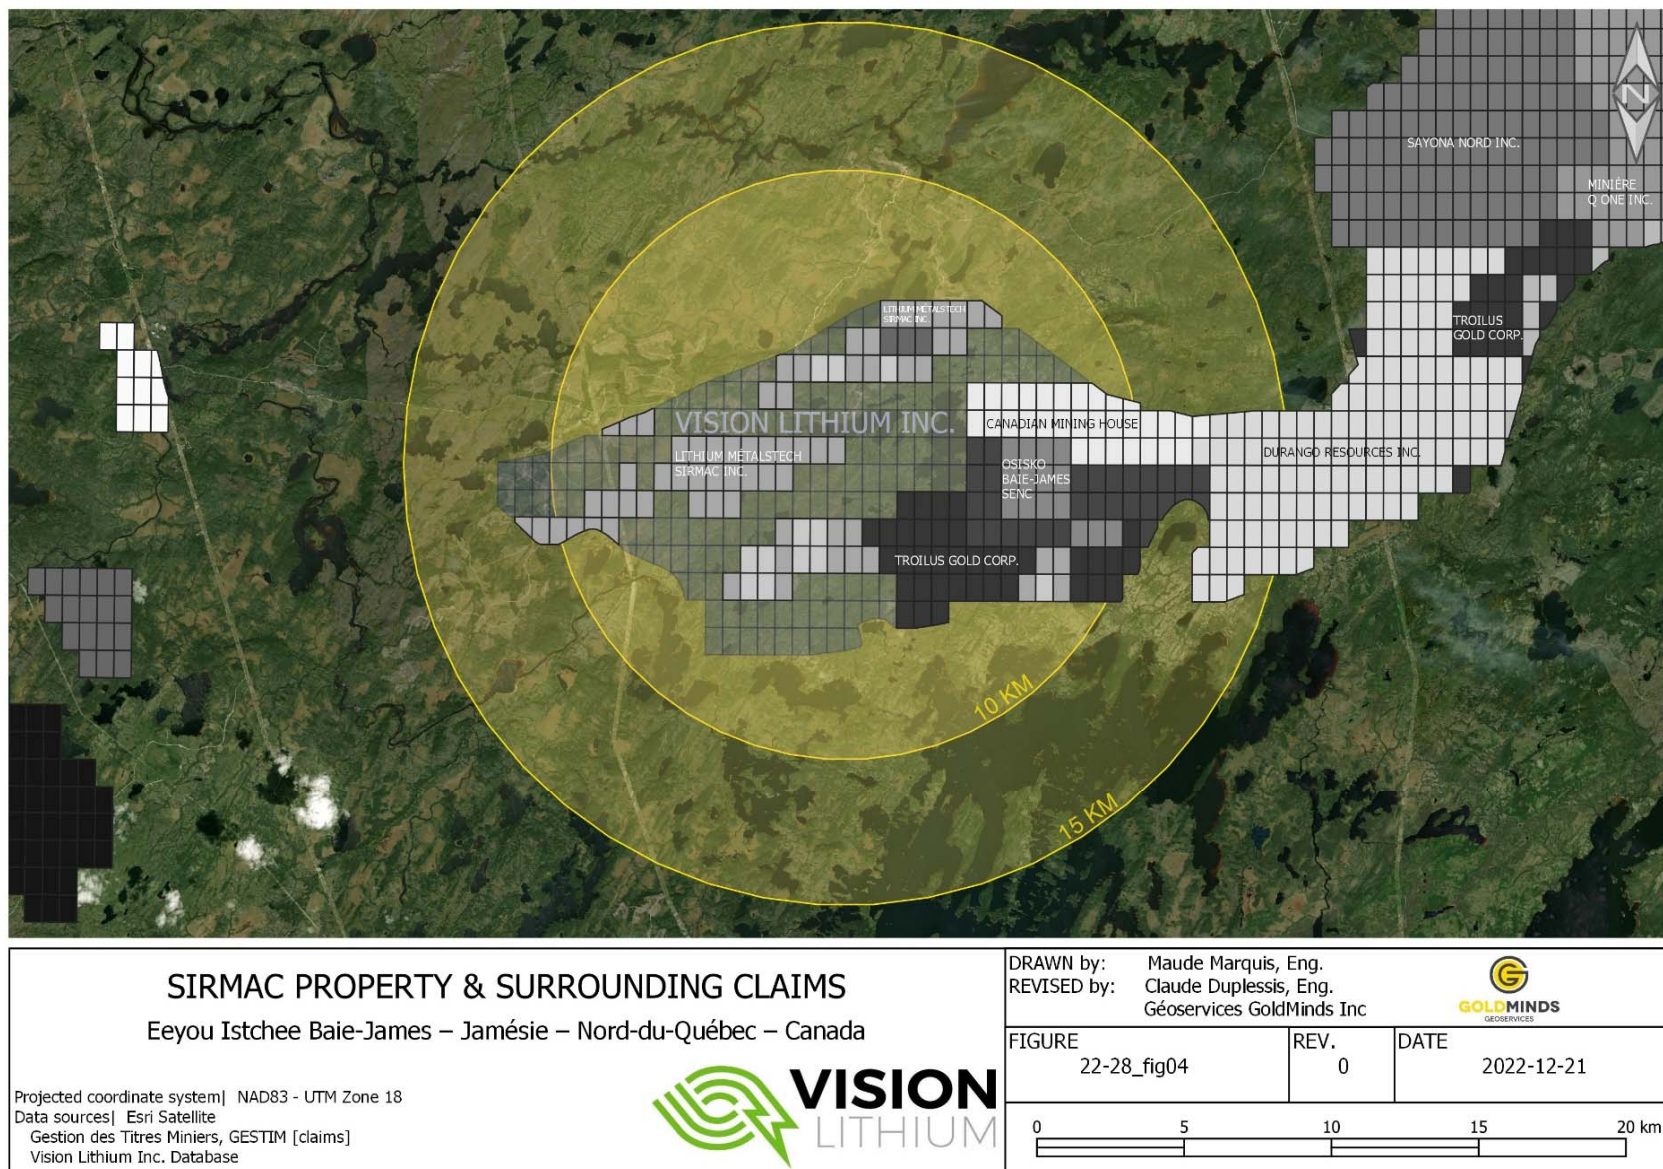 N
SAYONA NORD INC.
MINIÈRE
Q ONE INC.
LITHIUM METALSTECH
SIRMAC INC.
TROILUS
GOLD CORP.
VISION LITHIUM INC.
CANADIAN MINING HOUSE
LITHIUM METALSTECH
SIRMAC INC.
OSISKO
BAIE-JAMES
SENC
DURANGO RESOURCES INC.
TROILUS GOLD CORP.
10 KM
15 KM
SIRMAC PROPERTY & SURROUNDING CLAIMS
Eeyou Istchee Baie-James – Jamésie – Nord-du-Québec – Canada
Projected coordinate system| NAD83 - UTM Zone 18
Data sources| Esri Satellite
Gestion des Titres Miniers, GESTIM [claims]
Vision Lithium Inc. Database
VISION
LITHIUM
DRAWN by: Maude Marquis, Eng.
REVISED by: Claude Duplessis, Eng.
Géoservices GoldMinds Inc
GOLDMINDS
GEOSERVICES
FIGURE
22-28_fig04
REV.
0
DATE
2022-12-21
0 5 10 15 20 km